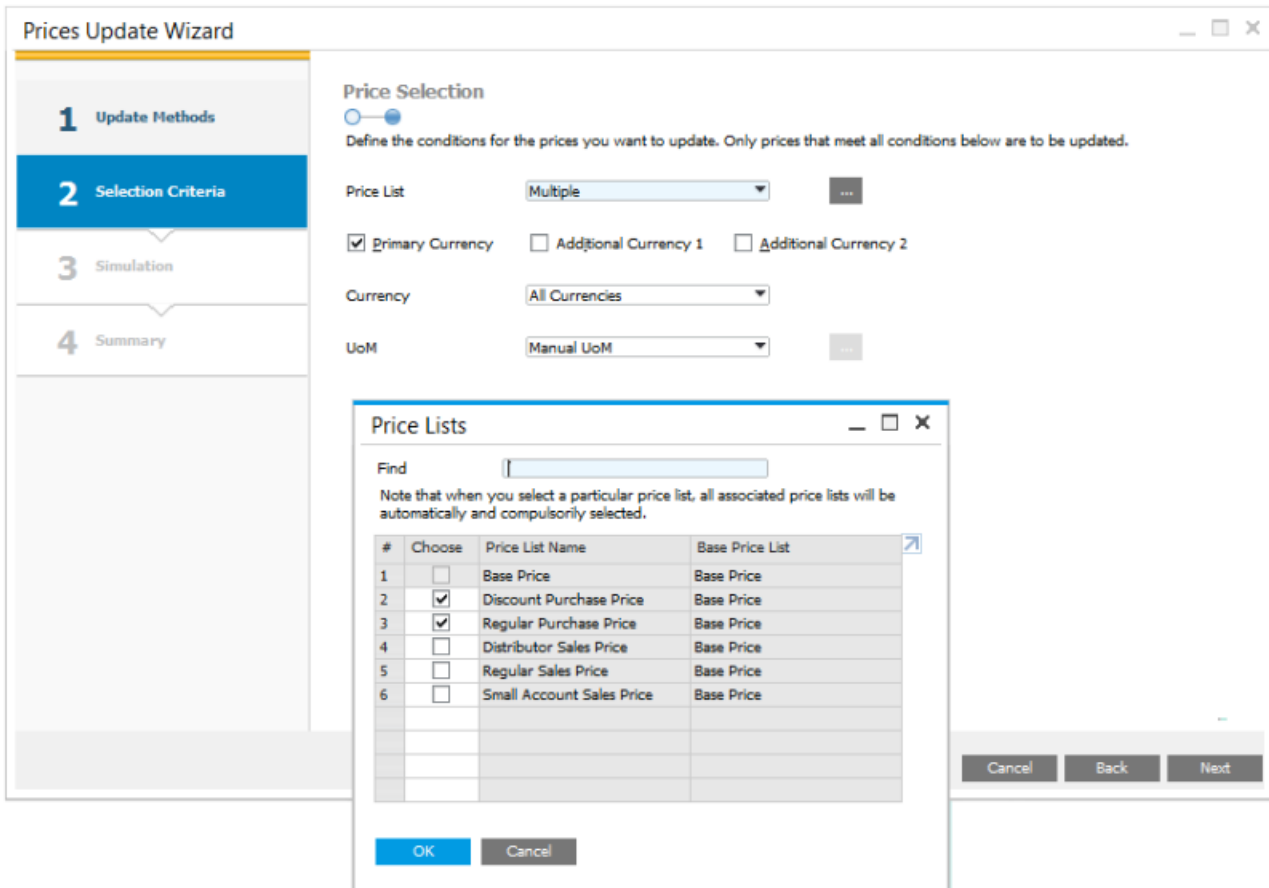 Prices Update Wizard
1 Update Methods
2 Selection Criteria
3 Simulation
4 Summary
Price Selection
Define the conditions for the prices you want to update. Only prices that meet all conditions below are to be updated.
Price List Multiple ...
Primary Currency Additional Currency 1 Additional Currency 2
Currency All Currencies
UoM Manual UoM ...
Price Lists
Find
Note that when you select a particular price list, all associated price lists will be
automatically and compulsorily selected.
# Choose Price List Name Base Price List
1 Base Price Base Price
2 Discount Purchase Price Base Price
3 Regular Purchase Price Base Price
4 Distributor Sales Price Base Price
5 Regular Sales Price Base Price
6 Small Account Sales Price Base Price
OK Cancel
Cancel Back Next